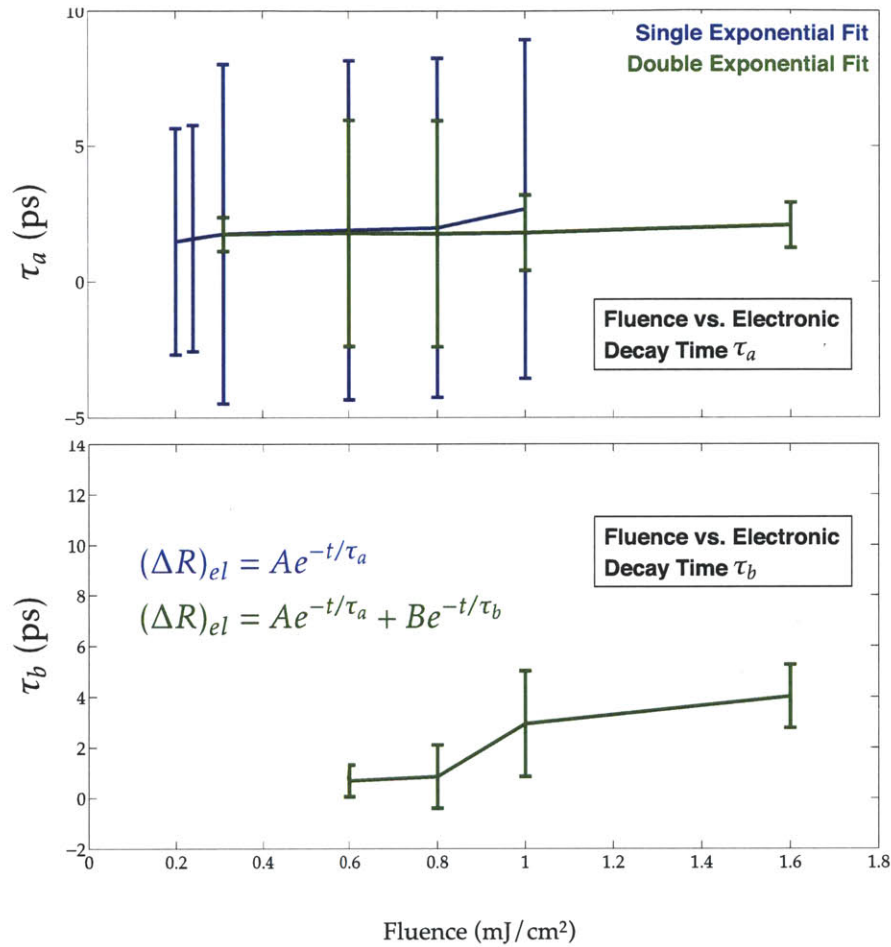 10
Single Exponential Fit
Double Exponential Fit
5
τₐ (ps)
0
Fluence vs. Electronic
Decay Time τₐ
−5
14
12
10
Fluence vs. Electronic
Decay Time τ_b
(ΔR)ₑₗ = Ae^{−t/τₐ}
8
(ΔR)ₑₗ = Ae^{−t/τₐ} + Be^{−t/τ_b}
6
τ_b (ps)
4
2
0
−2
0 0.2 0.4 0.6 0.8 1 1.2 1.4 1.6 1.8
Fluence (mJ/cm²)